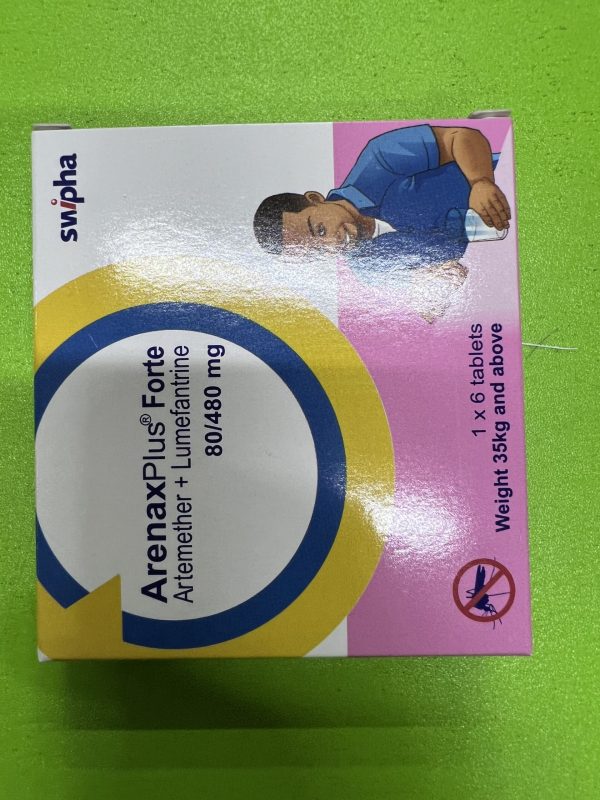 swipha
ArenaxPlus® Forte
Artemether + Lumefantrine
80/480 mg
1 x 6 tablets
Weight 35kg and above